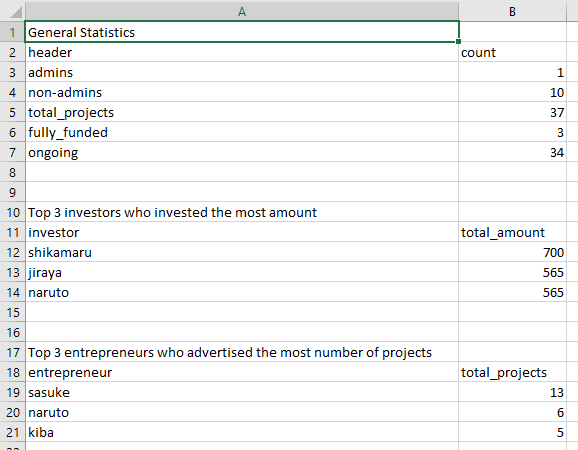 A B
1 General Statistics
2 header count
3 admins 1
4 non-admins 10
5 total_projects 37
6 fully_funded 3
7 ongoing 34
8
9
10 Top 3 investors who invested the most amount
11 investor total_amount
12 shikamaru 700
13 jiraya 565
14 naruto 565
15
16
17 Top 3 entrepreneurs who advertised the most number of projects
18 entrepreneur total_projects
19 sasuke 13
20 naruto 6
21 kiba 5